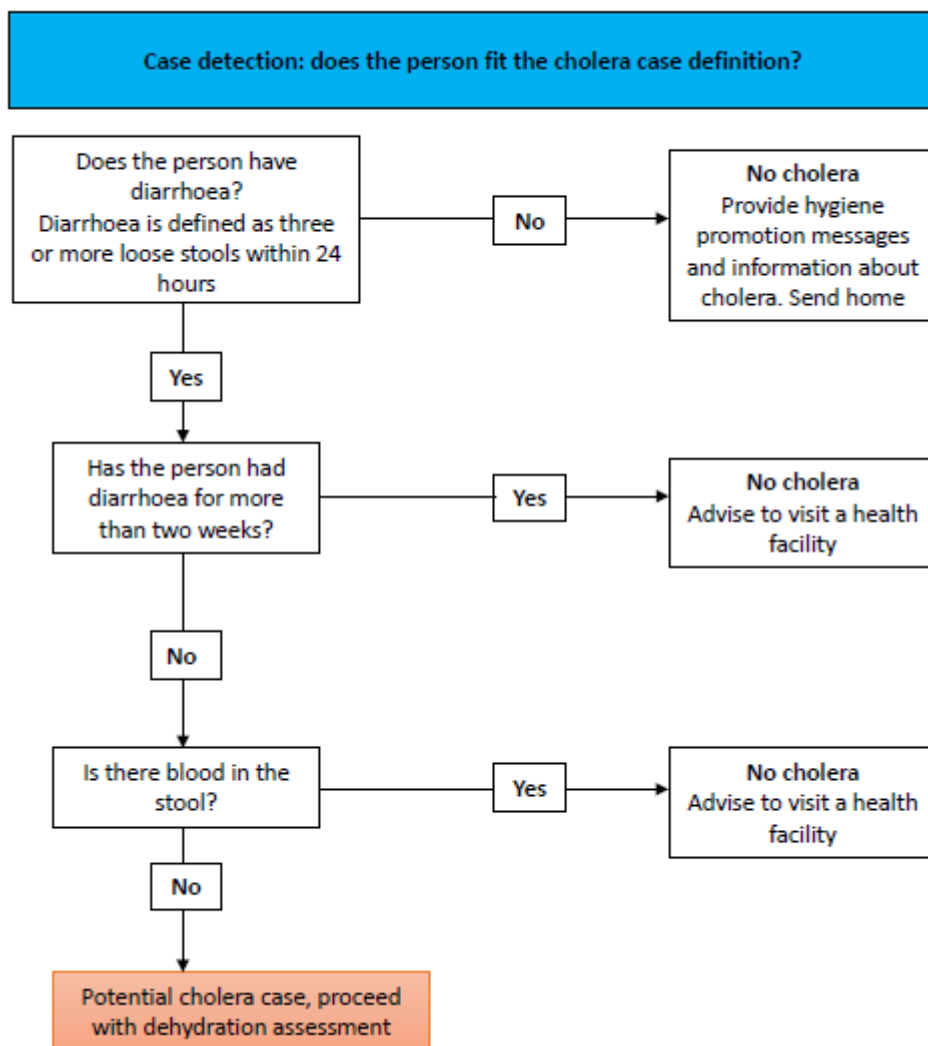 Case detection: does the person fit the cholera case definition?
Does the person have
diarrhoea?
Diarrhoea is defined as three
or more loose stools within 24
hours
No
No cholera
Provide hygiene
promotion messages
and information about
cholera. Send home
Yes
Has the person had
diarrhoea for more
than two weeks?
Yes
No cholera
Advise to visit a health
facility
No
Is there blood in the
stool?
Yes
No cholera
Advise to visit a health
facility
No
Potential cholera case, proceed
with dehydration assessment